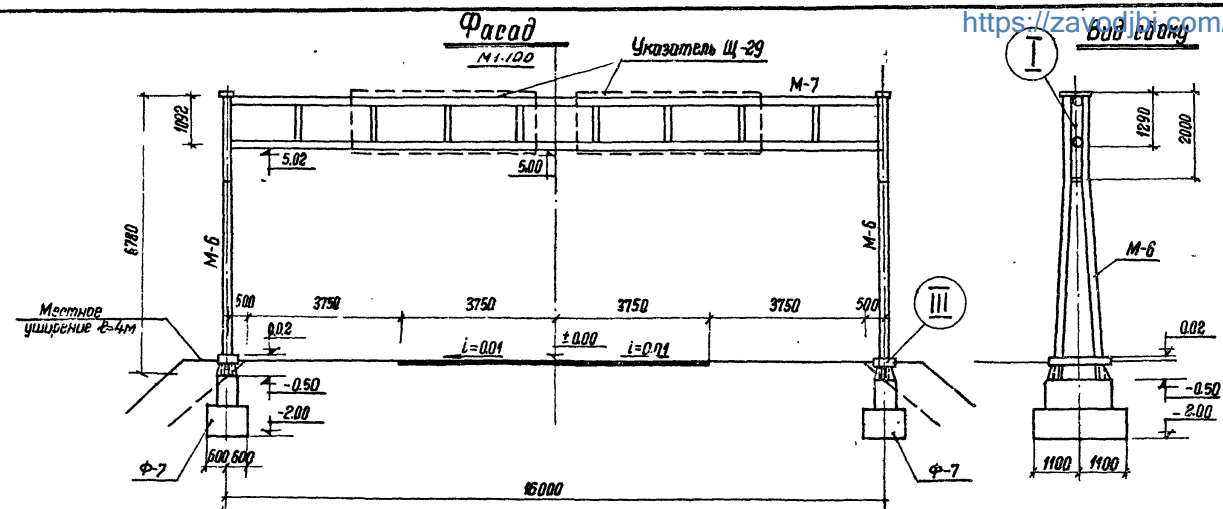 https://zavodjbi.com.
Фасад
М1:100
Вид сбоку
I
Указатель Щ-29
М-7
1092
1290
2000
5.02
5.00
6780
М-6
М-6
М-6
Местное
уширение ℓ=4м
500
3750
3750
3750
3750
500
III
0.02
i=0.01
±0.00
i=0.01
0.02
-0.50
-2.00
-0.50
-2.00
600 600
Ф-7
Ф-7
1100 1100
16000